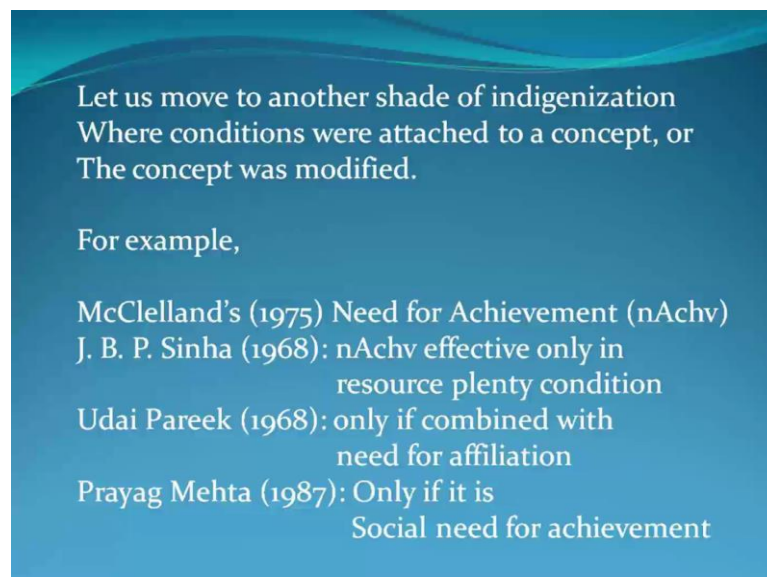 Let us move to another shade of indigenization
Where conditions were attached to a concept, or
The concept was modified.
For example,
McClelland’s (1975) Need for Achievement (nAchv)
J. B. P. Sinha (1968): nAchv effective only in
resource plenty condition
Udai Pareek (1968): only if combined with
need for affiliation
Prayag Mehta (1987): Only if it is
Social need for achievement